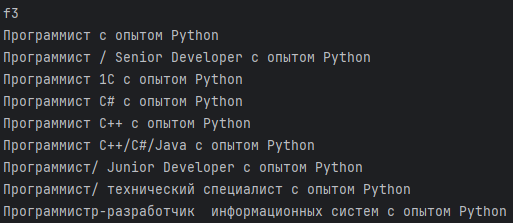 f3
Программист с опытом Python
Программист / Senior Developer с опытом Python
Программист 1C с опытом Python
Программист C# с опытом Python
Программист C++ с опытом Python
Программист C++/C#/Java с опытом Python
Программист/ Junior Developer с опытом Python
Программист/ технический специалист с опытом Python
Программистр-разработчик  информационных систем с опытом Python